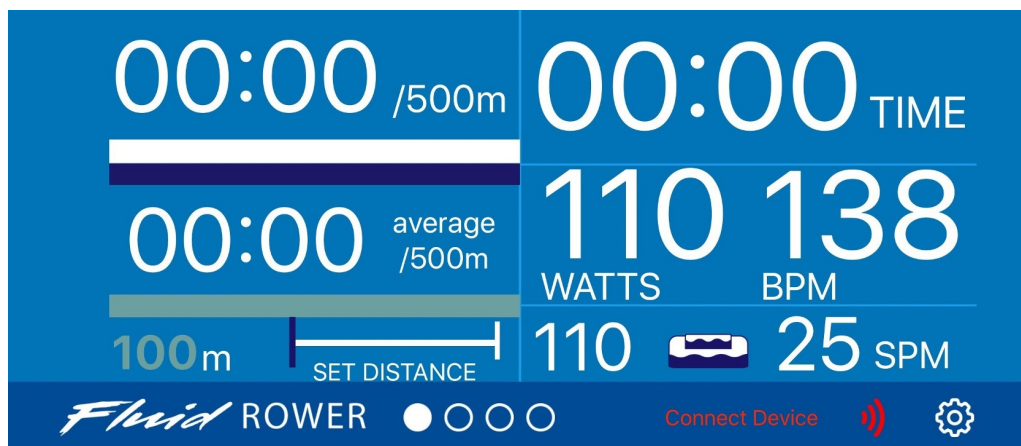 00:00 /500m
00:00 TIME
00:00 average /500m
110 WATTS
138 BPM
100m
SET DISTANCE
110
25 SPM
Fluid ROWER
Connect Device